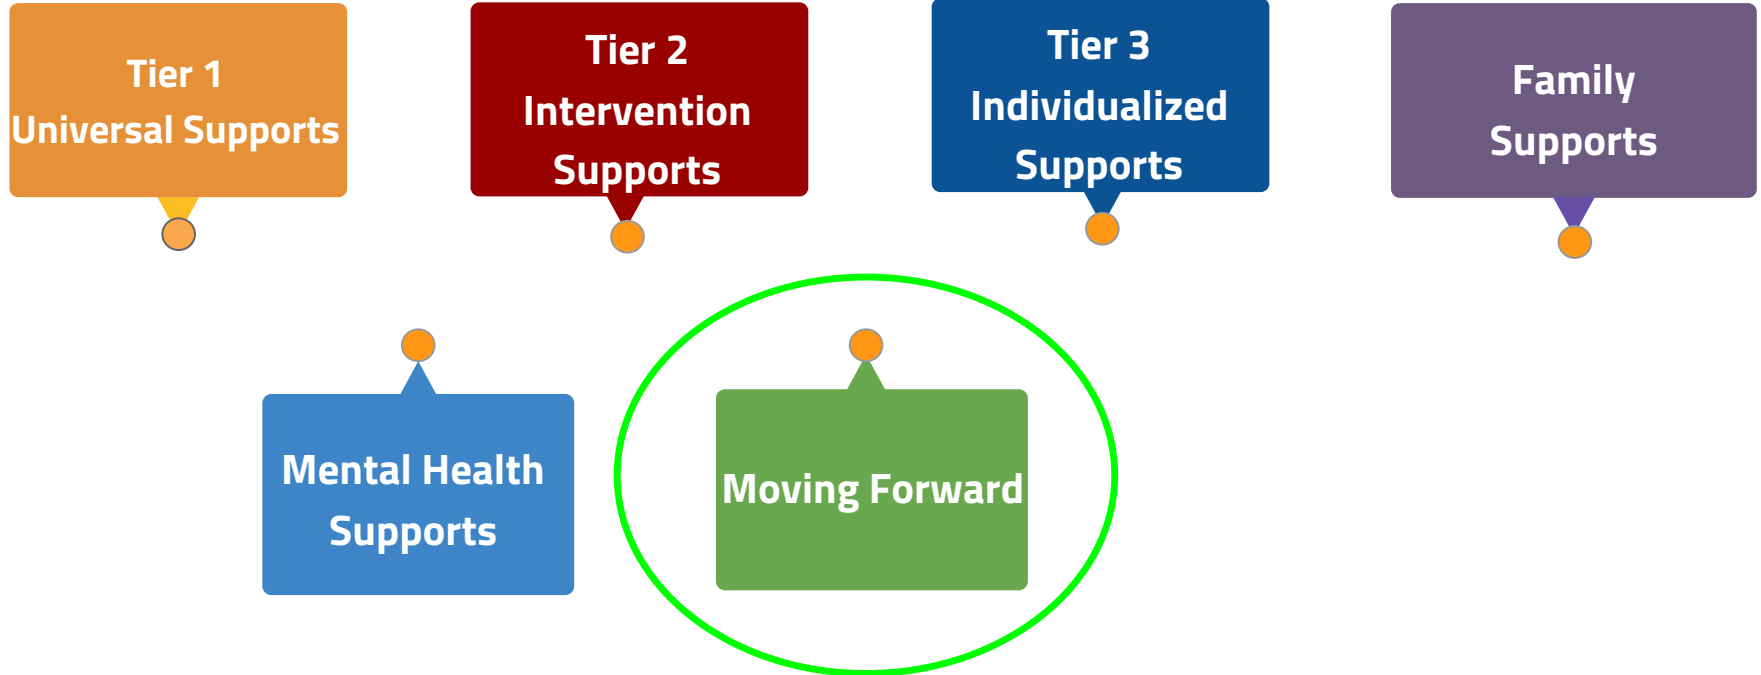 Tier 1
Universal Supports
Tier 2
Intervention
Supports
Tier 3
Individualized
Supports
Family
Supports
Mental Health
Supports
Moving Forward